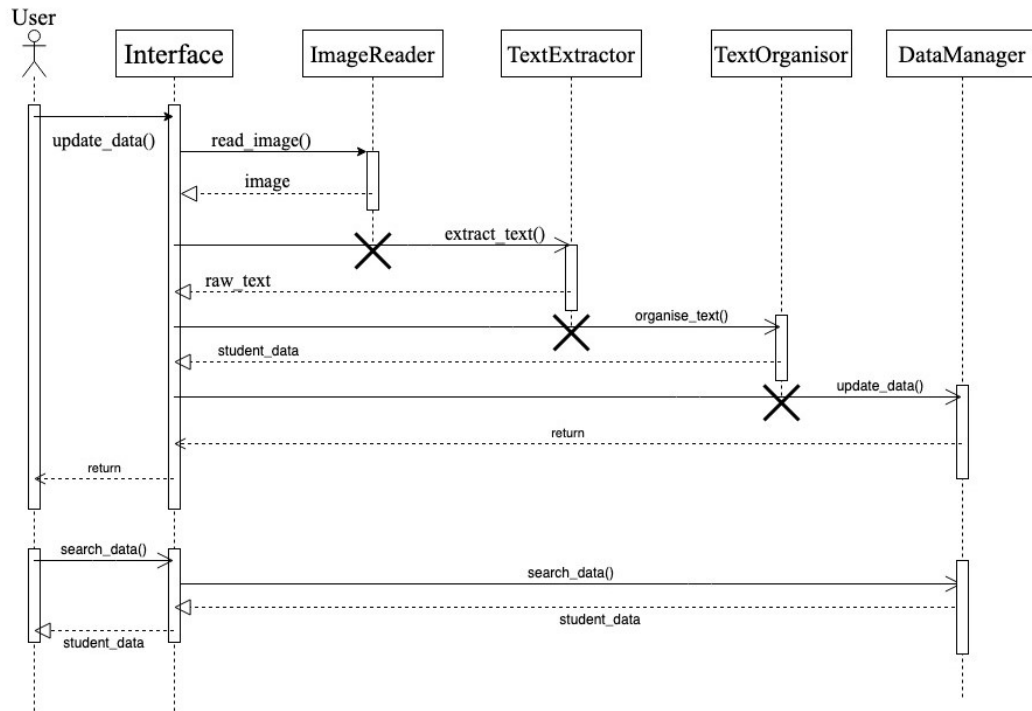 User
Interface
ImageReader
TextExtractor
TextOrganisor
DataManager
update_data()
read_image()
image
extract_text()
raw_text
organise_text()
student_data
update_data()
return
return
search_data()
search_data()
student_data
student_data